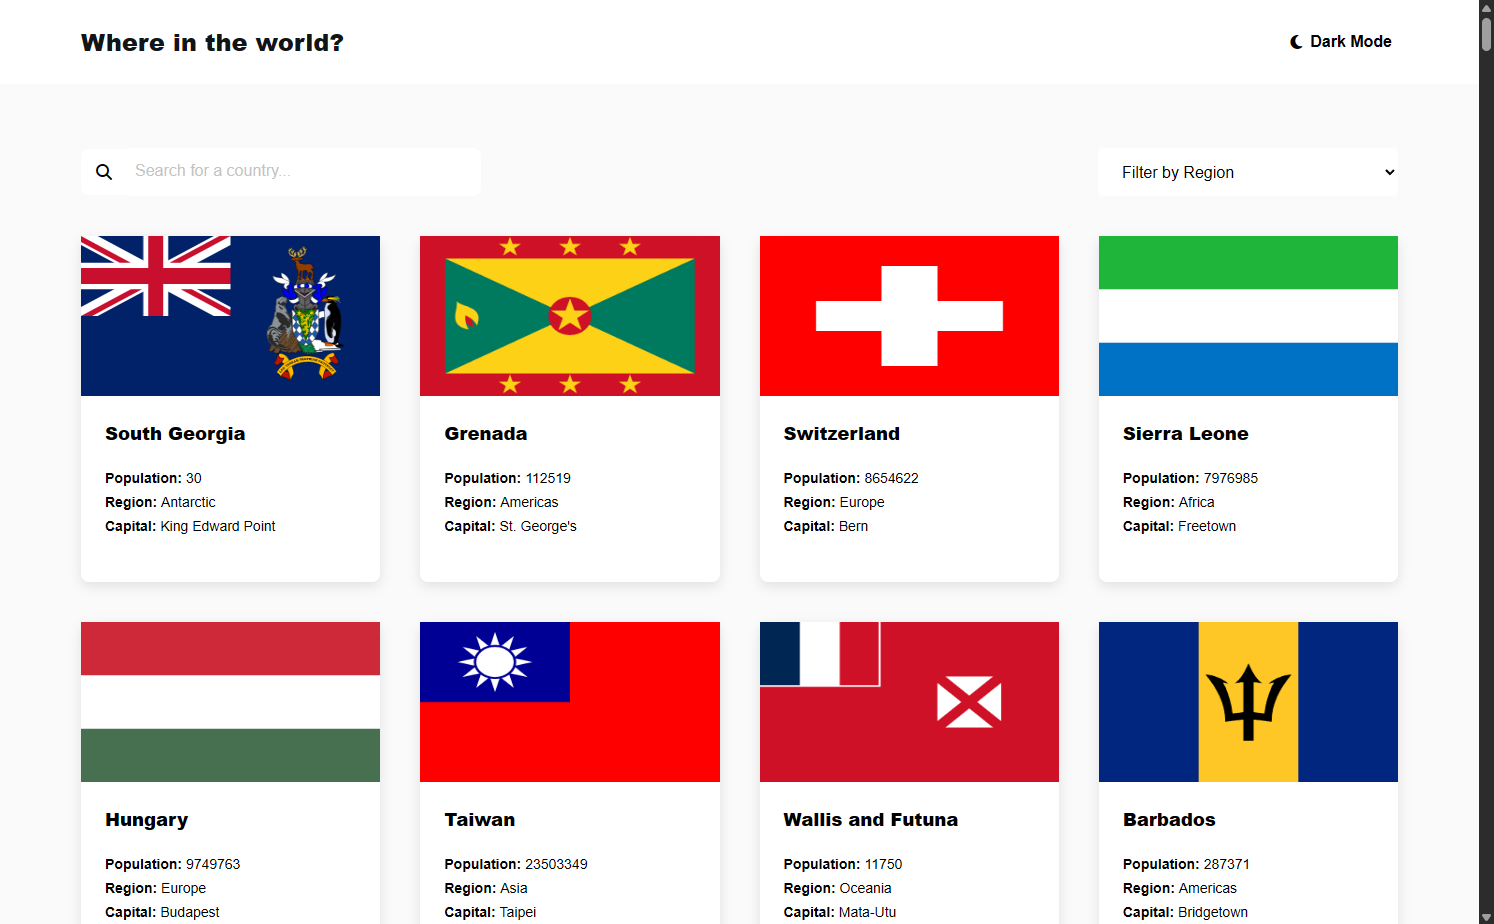 Where in the world?
Dark Mode
Search for a country...
Filter by Region
South Georgia
Population: 30
Region: Antarctic
Capital: King Edward Point
Grenada
Population: 112519
Region: Americas
Capital: St. George's
Switzerland
Population: 8654622
Region: Europe
Capital: Bern
Sierra Leone
Population: 7976985
Region: Africa
Capital: Freetown
Hungary
Population: 9749763
Region: Europe
Capital: Budapest
Taiwan
Population: 23503349
Region: Asia
Capital: Taipei
Wallis and Futuna
Population: 11750
Region: Oceania
Capital: Mata-Utu
Barbados
Population: 287371
Region: Americas
Capital: Bridgetown